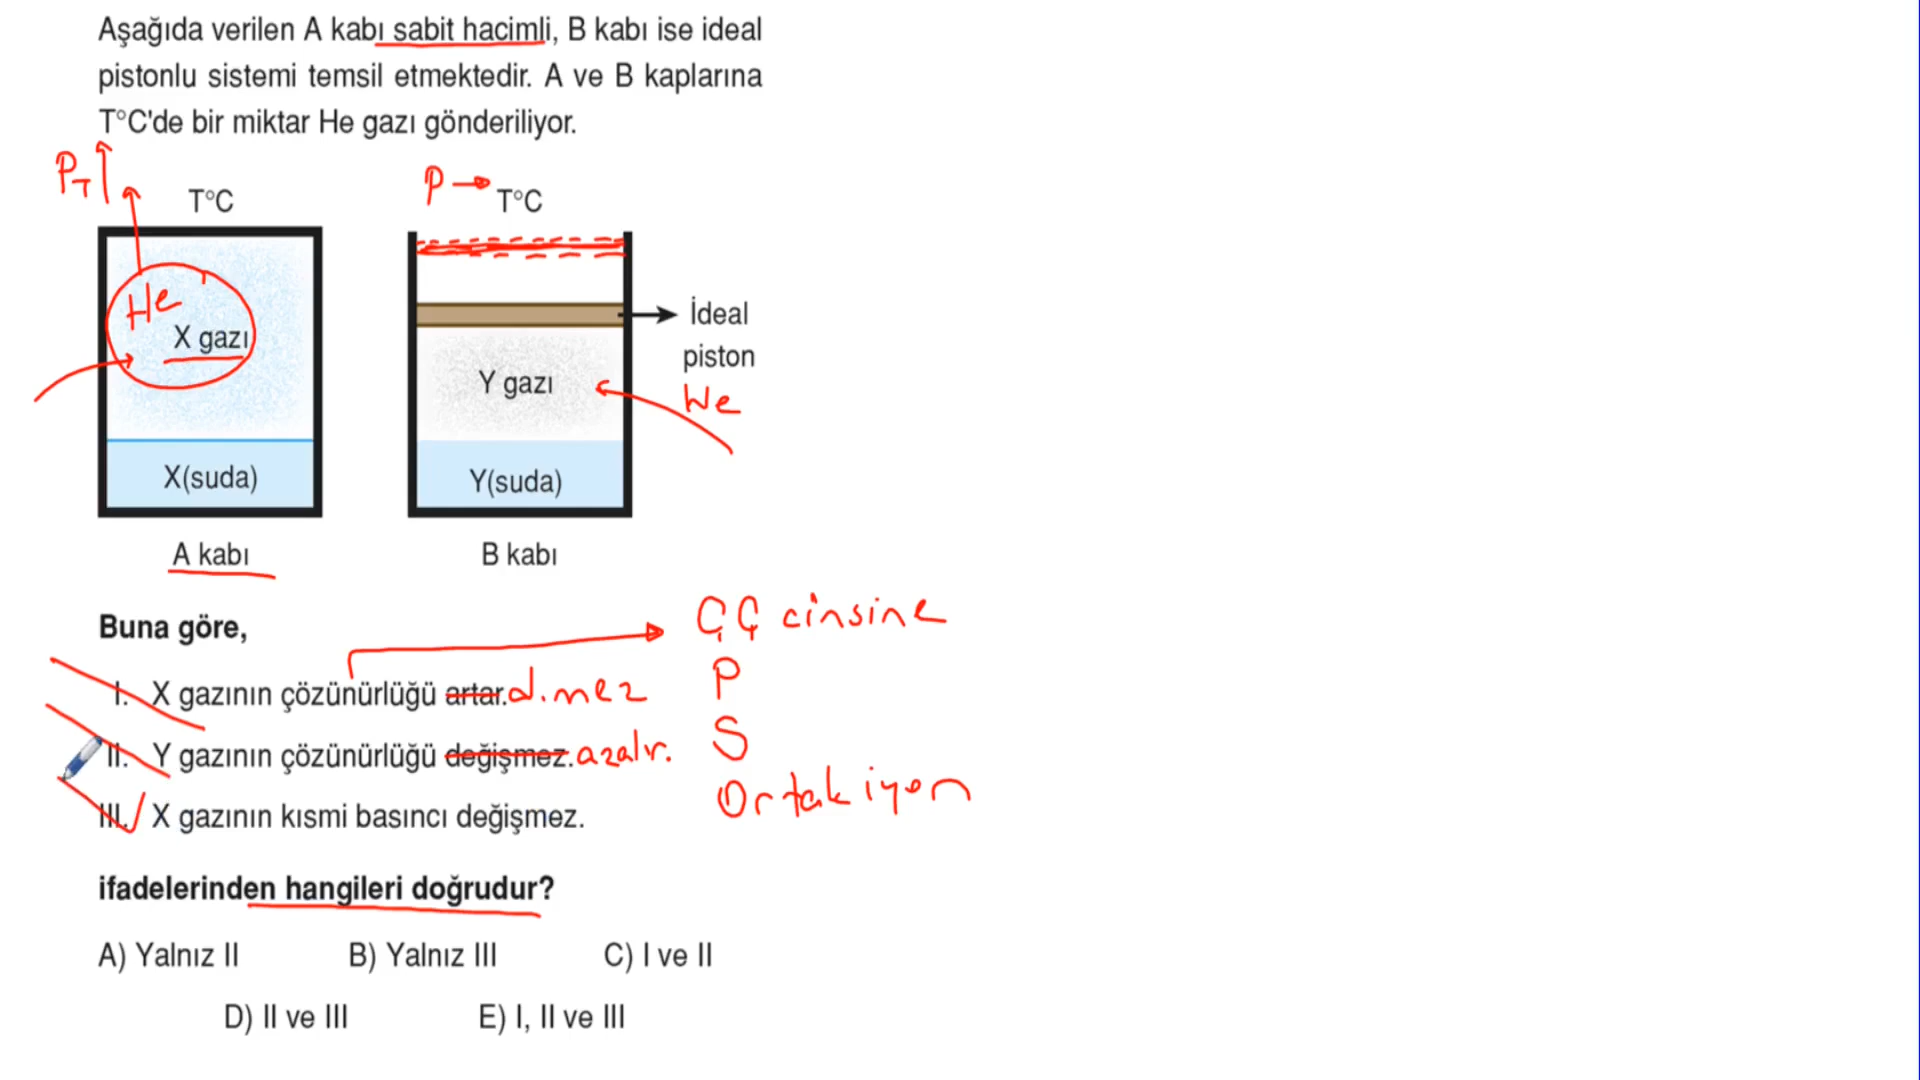 Aşağıda verilen A kabı sabit hacimli, B kabı ise ideal
pistonlu sistemi temsil etmektedir. A ve B kaplarına
T°C'de bir miktar He gazı gönderiliyor.
PT P
T°C T°C
He
X gazı
İdeal
piston
Y gazı
He
X(suda) Y(suda)
A kabı B kabı
Buna göre,
ÇÇ cinsine
P
I. X gazının çözünürlüğü artar. d.mez
S
II. Y gazının çözünürlüğü değişmez. azalır.
Ortak iyon
III. X gazının kısmi basıncı değişmez.
ifadelerinden hangileri doğrudur?
A) Yalnız II B) Yalnız III C) I ve II
D) II ve III E) I, II ve III